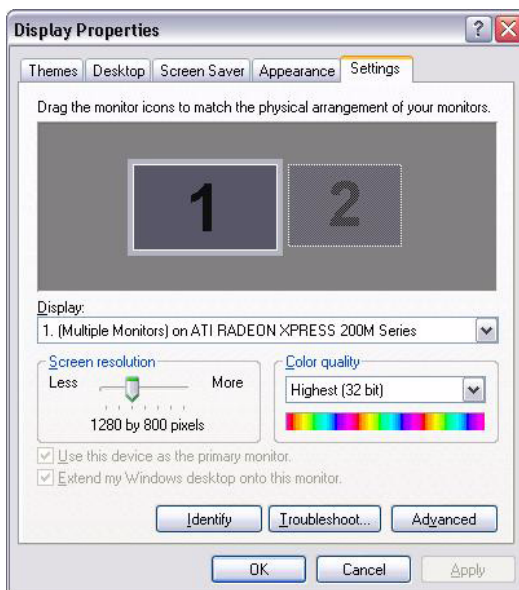 Display Properties
Themes Desktop Screen Saver Appearance Settings
Drag the monitor icons to match the physical arrangement of your monitors.
1 2
Display:
1. (Multiple Monitors) on ATI RADEON XPRESS 200M Series
Screen resolution
Less More
1280 by 800 pixels
Color quality
Highest (32 bit)
Use this device as the primary monitor.
Extend my Windows desktop onto this monitor.
Identify Troubleshoot... Advanced
OK Cancel Apply